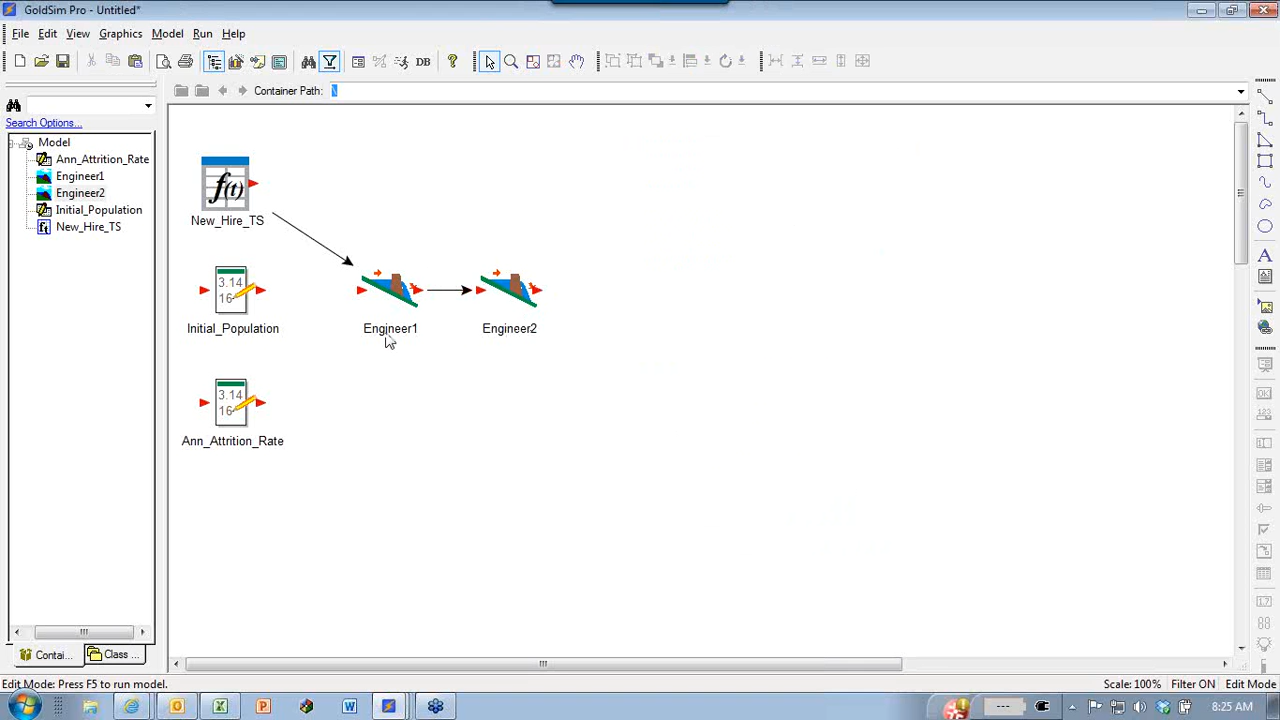 GoldSim Pro - Untitled*
File Edit View Graphics Model Run Help
DB ?
Container Path: \
Search Options...
Model
Ann_Attrition_Rate
Engineer1
Engineer2
Initial_Population
New_Hire_TS
f(t)
New_Hire_TS
3.14
16
Initial_Population
Engineer1
Engineer2
3.14
16
Ann_Attrition_Rate
Contai...
Class ...
Edit Mode: Press F5 to run model.
Scale: 100% Filter ON Edit Mode
8:25 AM